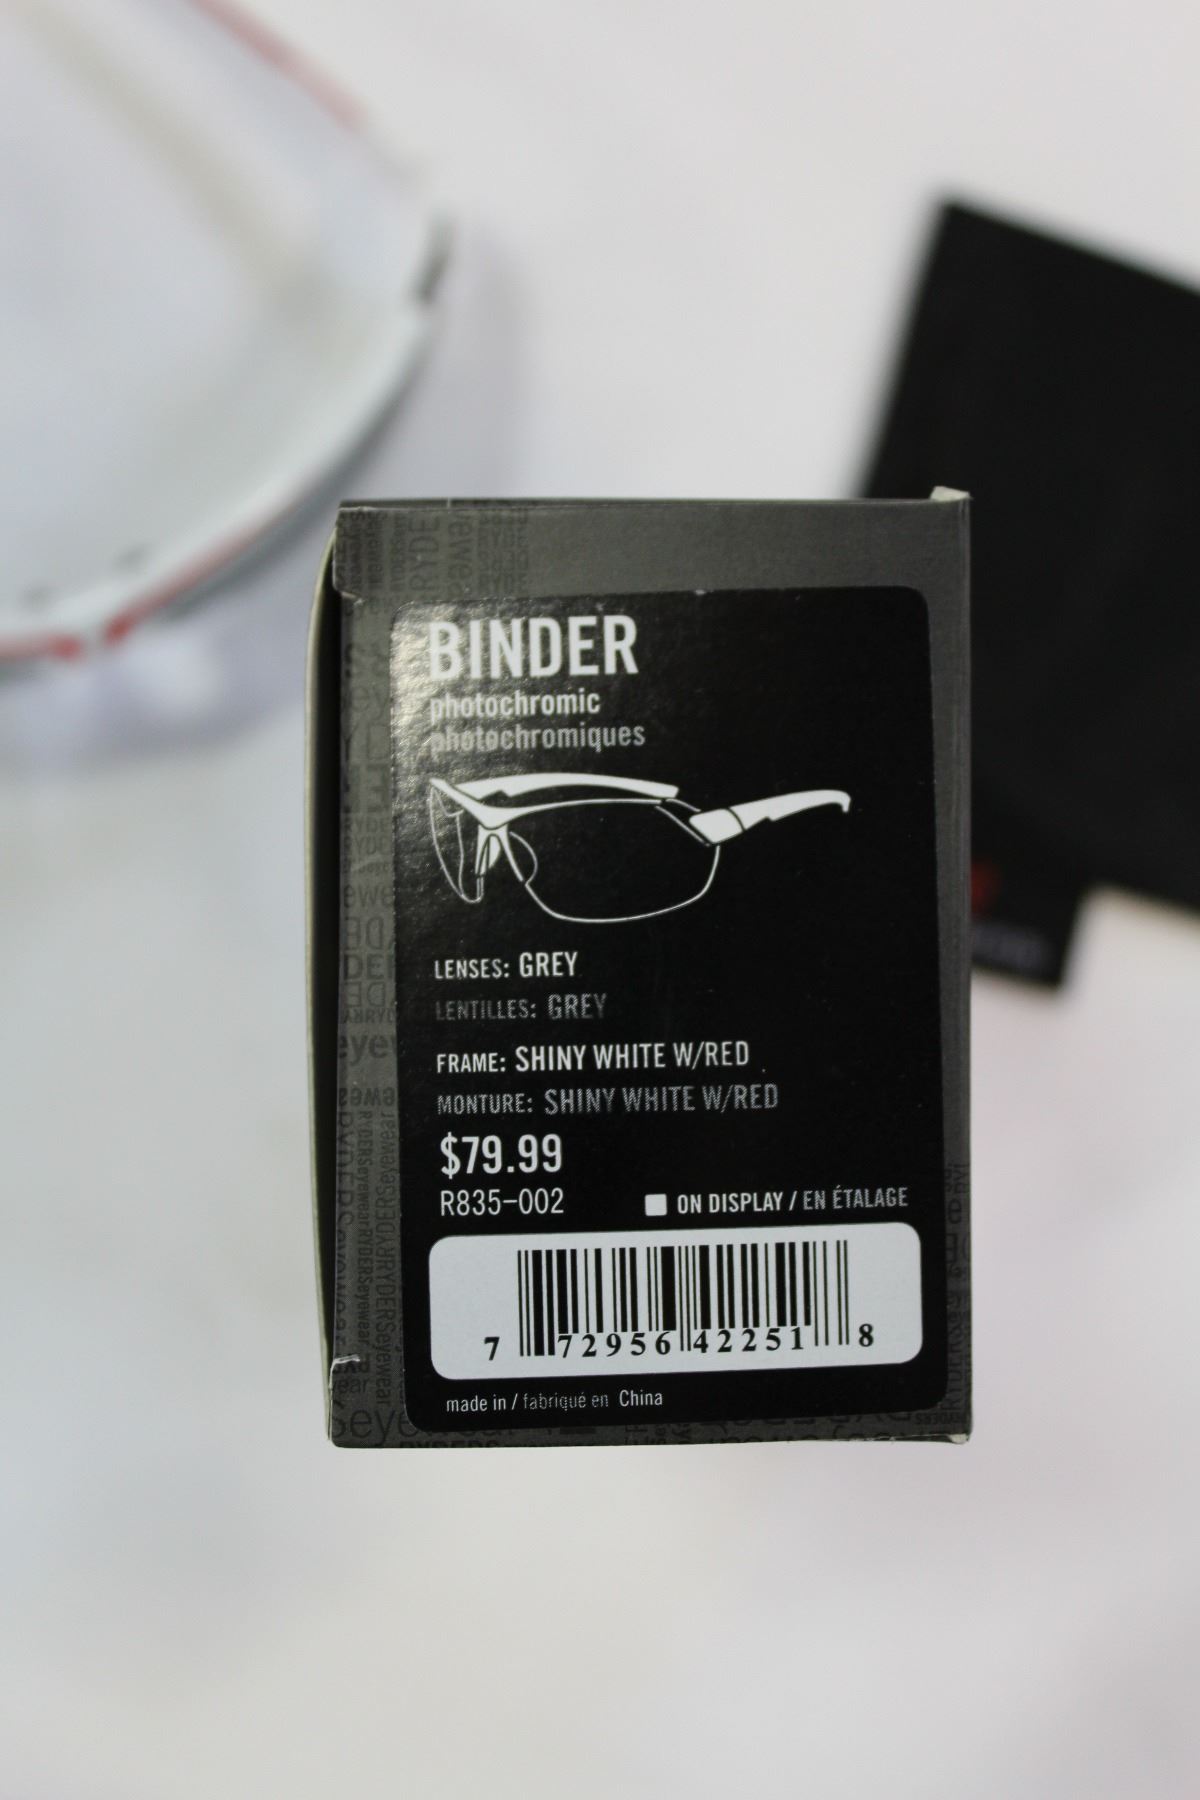 BINDER
photochromic
photochromiques
LENSES: GREY
LENTILLES: GREY
FRAME: SHINY WHITE W/RED
MONTURE: SHINY WHITE W/RED
$79.99
R835-002
ON DISPLAY / EN ÉTALAGE
7 72956 42251 8
made in / fabriqué en China